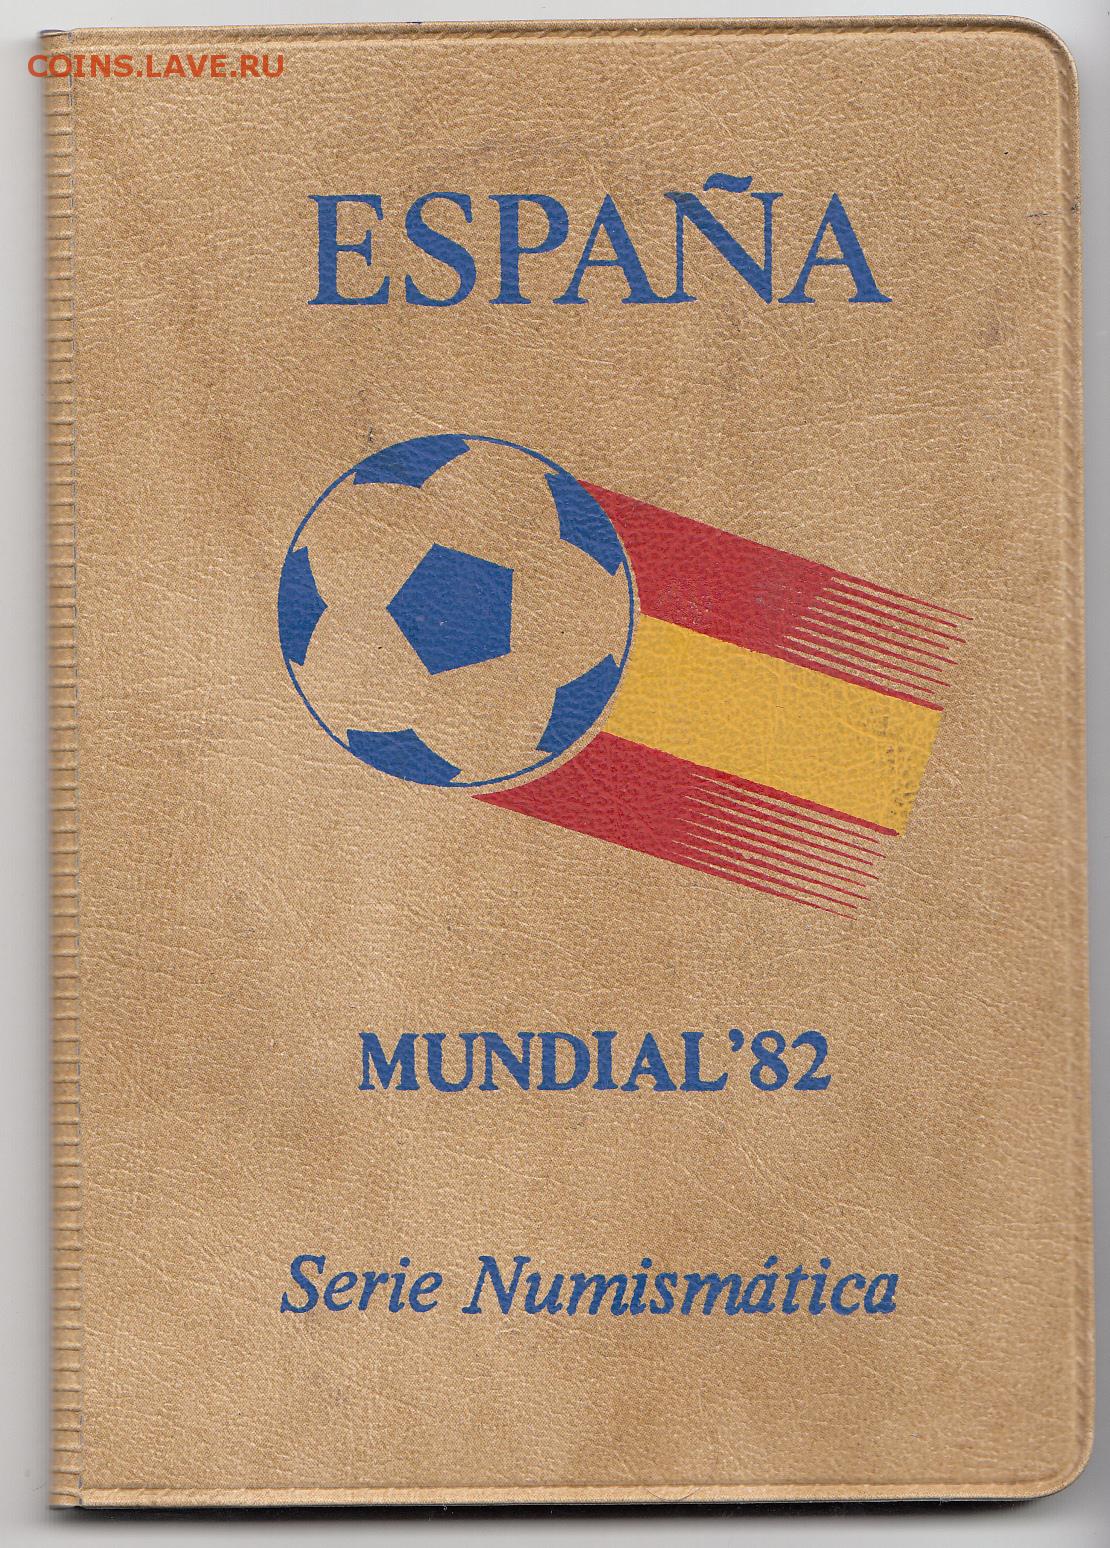 COINS.LAVE.RU
ESPAÑA
MUNDIAL'82
Serie Numismática